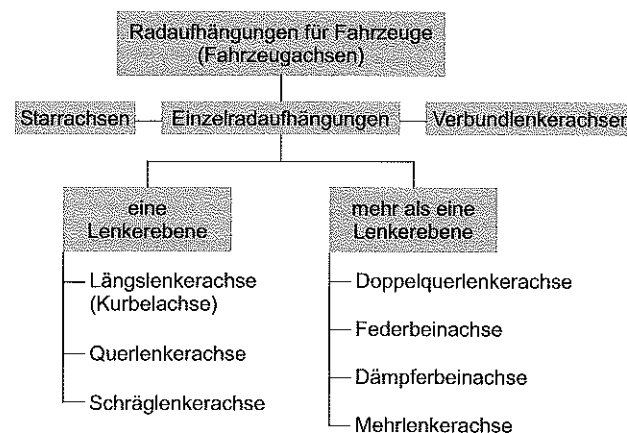 Radaufhängungen für Fahrzeuge
(Fahrzeugachsen)
Starrachsen
Einzelradaufhängungen
Verbundlenkerachsen
eine
Lenkerebene
mehr als eine
Lenkerebene
Längslenkerachse
(Kurbelachse)
Querlenkerachse
Schräglenkerachse
Doppelquerlenkerachse
Federbeinachse
Dämpferbeinachse
Mehrlenkerachse